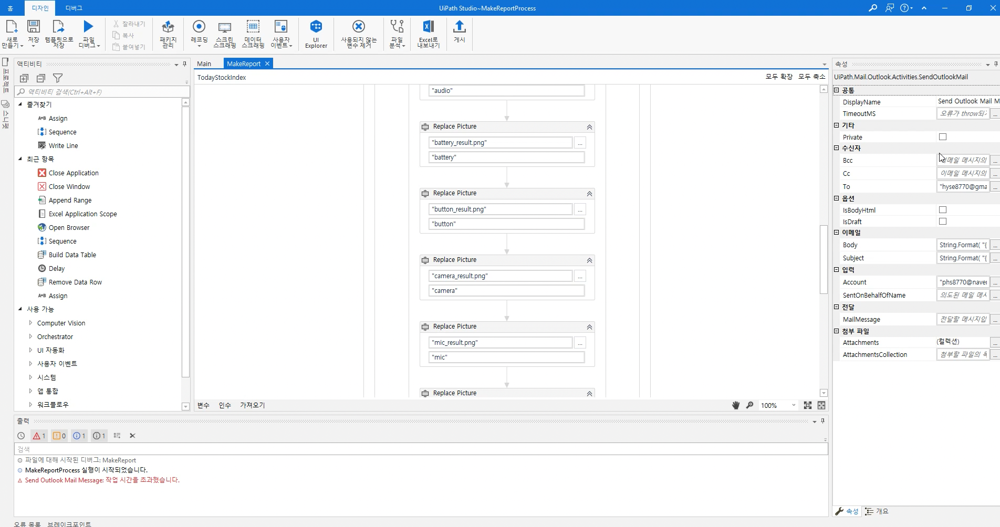 홈 디자인 디버그 UiPath Studio~MakeReportProcess
새로 만들기 저장 템플릿으로 저장 파일 디버그 잘라내기 복사 붙여넣기 패키지 관리 레코딩 스크린 스크래핑 데이터 스크래핑 사용자 이벤트 UI Explorer 사용되지 않는 변수 제거 파일 분석 Excel로 내보내기 게시
프로젝트
스니펫
액티비티
액티비티 검색(Ctrl+Alt+F)
즐겨찾기
A*B Assign
Sequence
Write Line
최근 항목
Close Application
Close Window
Append Range
Excel Application Scope
Open Browser
Sequence
Build Data Table
Delay
Remove Data Row
A*B Assign
사용 가능
Computer Vision
Orchestrator
UI 자동화
사용자 이벤트
시스템
앱 통합
워크플로우
Main MakeReport
TodayStockIndex 모두 확장 모두 축소
"audio"
Replace Picture
"battery_result.png" ...
"battery"
Replace Picture
"button_result.png" ...
"button"
Replace Picture
"camera_result.png" ...
"camera"
Replace Picture
"mic_result.png" ...
"mic"
Replace Picture
변수 인수 가져오기 100%
출력
1 0 1 1
검색
파일에 대해 시작된 디버그: MakeReport
MakeReportProcess 실행이 시작되었습니다.
Send Outlook Mail Message: 작업 시간을 초과했습니다.
오류 목록 브레이크포인트
속성
UiPath.Mail.Outlook.Activities.SendOutlookMail
공통
DisplayName Send Outlook Mail M
TimeoutMS 오류가 throw되 ...
기타
Private
수신자
Bcc 메일 메시지의 ...
Cc 이메일 메시지의 ...
To "hyse8770@gma ...
옵션
IsBodyHtml
IsDraft
이메일
Body String.Format( "{ ...
Subject String.Format( "{ ...
입력
Account "phs8770@naver ...
SentOnBehalfOfName 의도된 메일 메시 ...
전달
MailMessage 전달할 메시지입 ...
첨부 파일
Attachments (컬렉션) ...
AttachmentsCollection 첨부할 파일의 목 ...
속성 개요